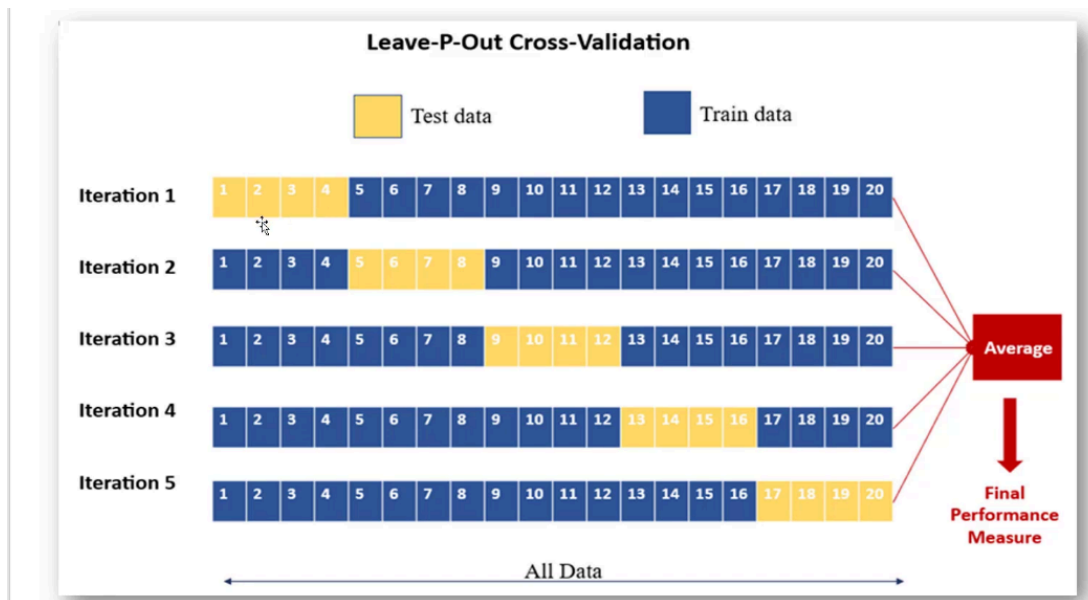 Leave-P-Out Cross-Validation
Test data
Train data
Iteration 1
1 2 3 4 5 6 7 8 9 10 11 12 13 14 15 16 17 18 19 20
Iteration 2
1 2 3 4 5 6 7 8 9 10 11 12 13 14 15 16 17 18 19 20
Iteration 3
1 2 3 4 5 6 7 8 9 10 11 12 13 14 15 16 17 18 19 20
Average
Iteration 4
1 2 3 4 5 6 7 8 9 10 11 12 13 14 15 16 17 18 19 20
Iteration 5
1 2 3 4 5 6 7 8 9 10 11 12 13 14 15 16 17 18 19 20
Final
Performance
Measure
All Data